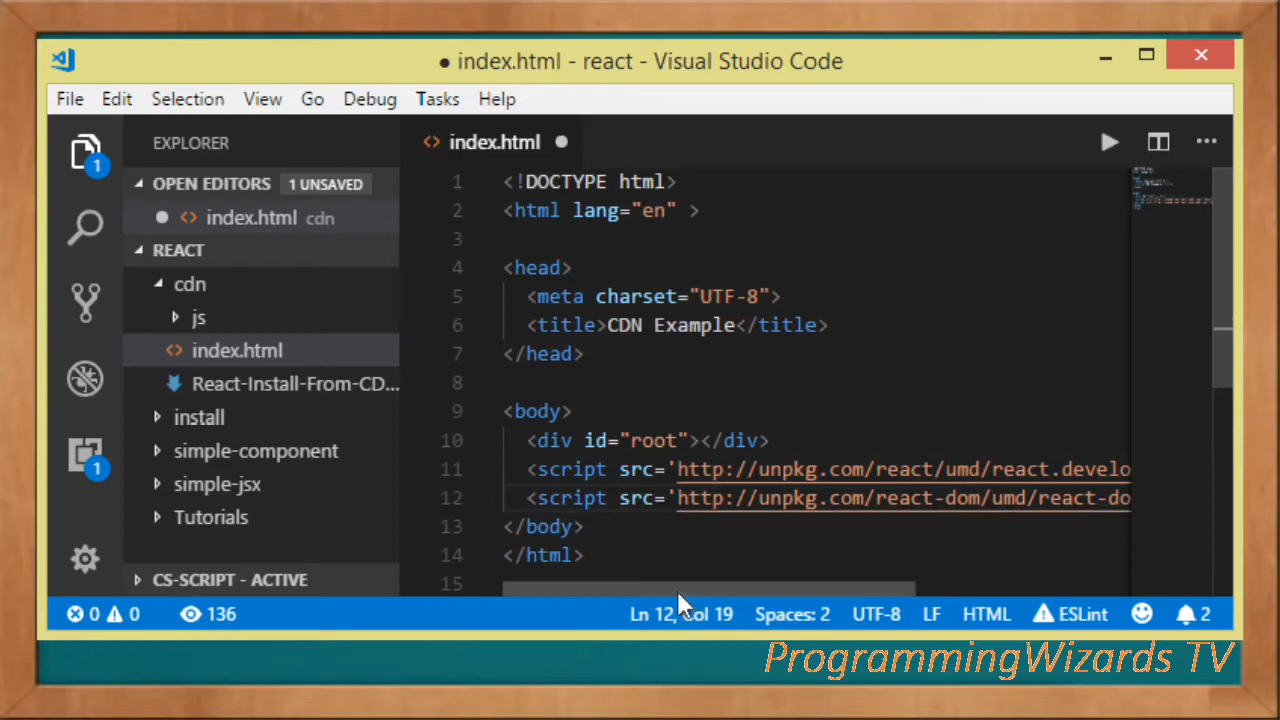 ● index.html - react - Visual Studio Code
File Edit Selection View Go Debug Tasks Help
1
EXPLORER
OPEN EDITORS 1 UNSAVED
● <> index.html cdn
REACT
cdn
js
<> index.html
React-Install-From-CD...
install
simple-component
simple-jsx
Tutorials
CS-SCRIPT - ACTIVE
1
<> index.html ●
1 <!DOCTYPE html>
2 <html lang="en" >
3
4 <head>
5 <meta charset="UTF-8">
6 <title>CDN Example</title>
7 </head>
8
9 <body>
10 <div id="root"></div>
11 <script src='http://unpkg.com/react/umd/react.develo
12 <script src='http://unpkg.com/react-dom/umd/react-do
13 </body>
14 </html>
15
0 0 136 Ln 12, Col 19 Spaces: 2 UTF-8 LF HTML ESLint 2
ProgrammingWizards TV